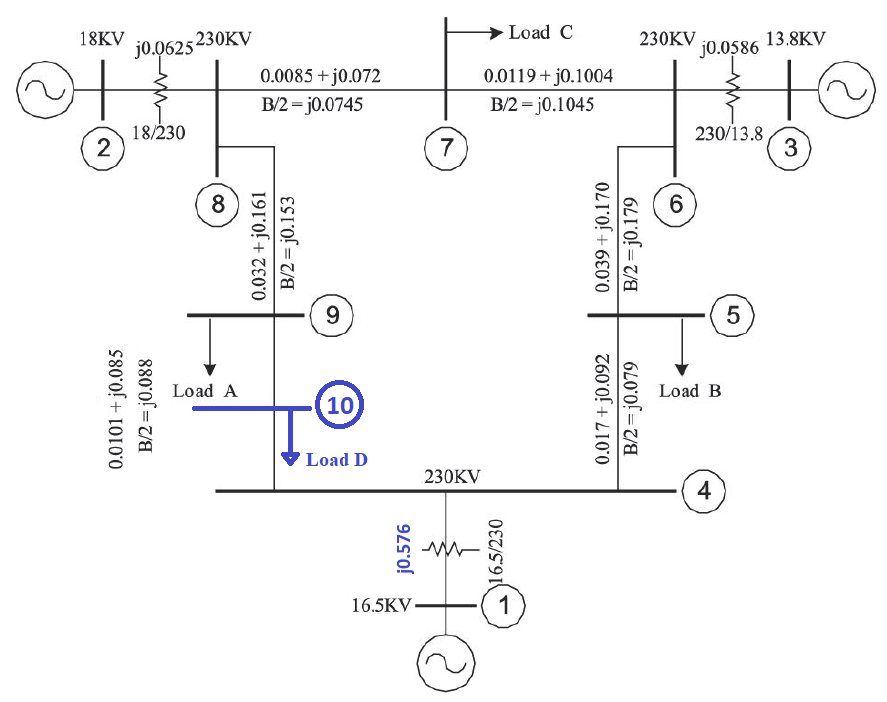 18KV
j0.0625
230KV
18/230
2
8
0.0085 + j0.072
B/2 = j0.0745
Load C
7
0.0119 + j0.1004
B/2 = j0.1045
230KV
j0.0586
13.8KV
230/13.8
3
6
0.032 + j0.161
B/2 = j0.153
0.039 + j0.170
B/2 = j0.179
9
5
Load A
Load B
0.0101 + j0.085
B/2 = j0.088
10
Load D
0.017 + j0.092
B/2 = j0.079
230KV
4
j0.576
16.5/230
16.5KV
1